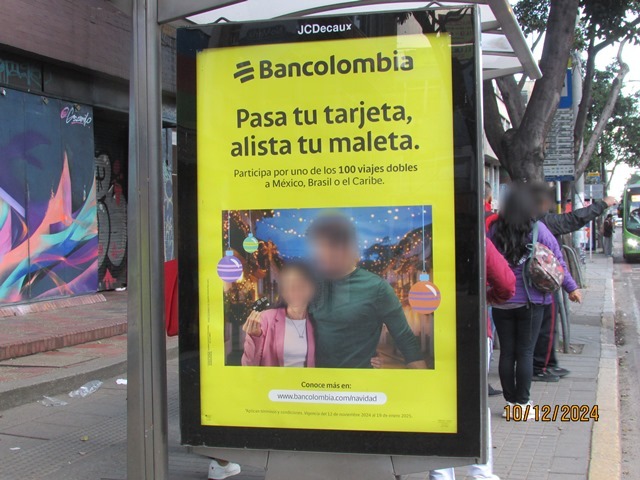 JCDecaux
Bancolombia
Pasa tu tarjeta,
alista tu maleta.
Participa por uno de los 100 viajes dobles
a México, Brasil o el Caribe.
Conoce más en:
www.bancolombia.com/navidad
10/12/2024